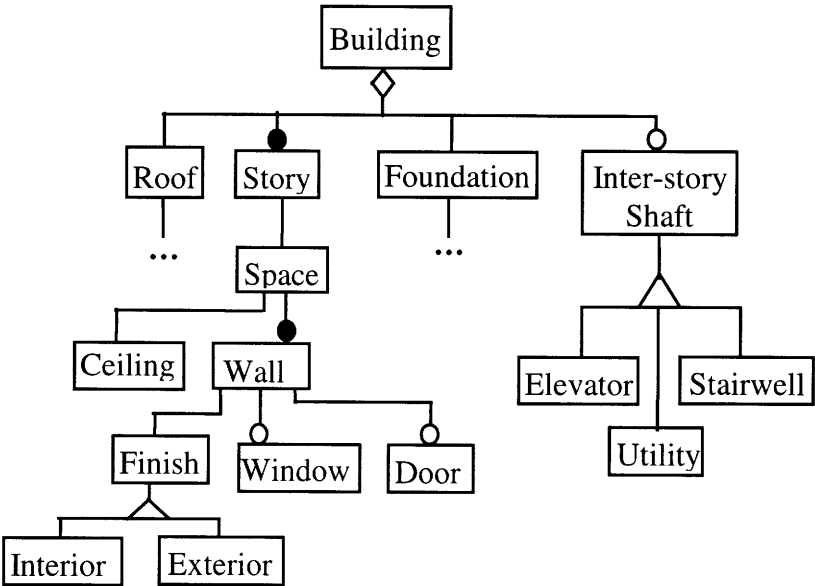 Building
Roof
Story
Foundation
Inter-story
Shaft
...
...
Space
Ceiling
Wall
Elevator
Stairwell
Finish
Window
Door
Utility
Interior
Exterior